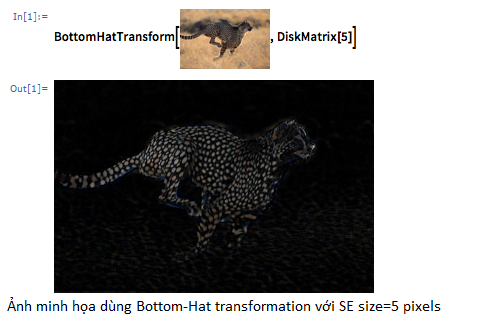 In[1]:=
BottomHatTransform[ , DiskMatrix[5]]
Out[1]=
Ảnh minh họa dùng Bottom-Hat transformation với SE size=5 pixels